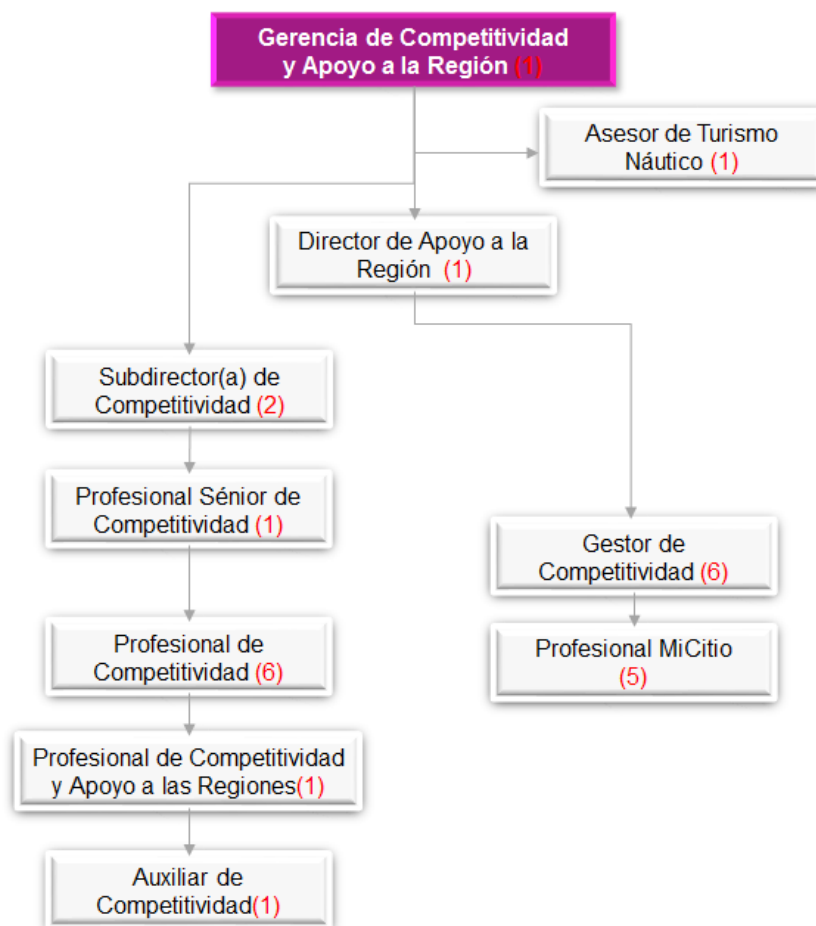 Gerencia de Competitividad
y Apoyo a la Región (1)
Asesor de Turismo
Náutico (1)
Director de Apoyo a la
Región (1)
Subdirector(a) de
Competitividad (2)
Profesional Sénior de
Competitividad (1)
Gestor de
Competitividad (6)
Profesional de
Competitividad (6)
Profesional MiCitio
(5)
Profesional de Competitividad
y Apoyo a las Regiones(1)
Auxiliar de
Competitividad(1)